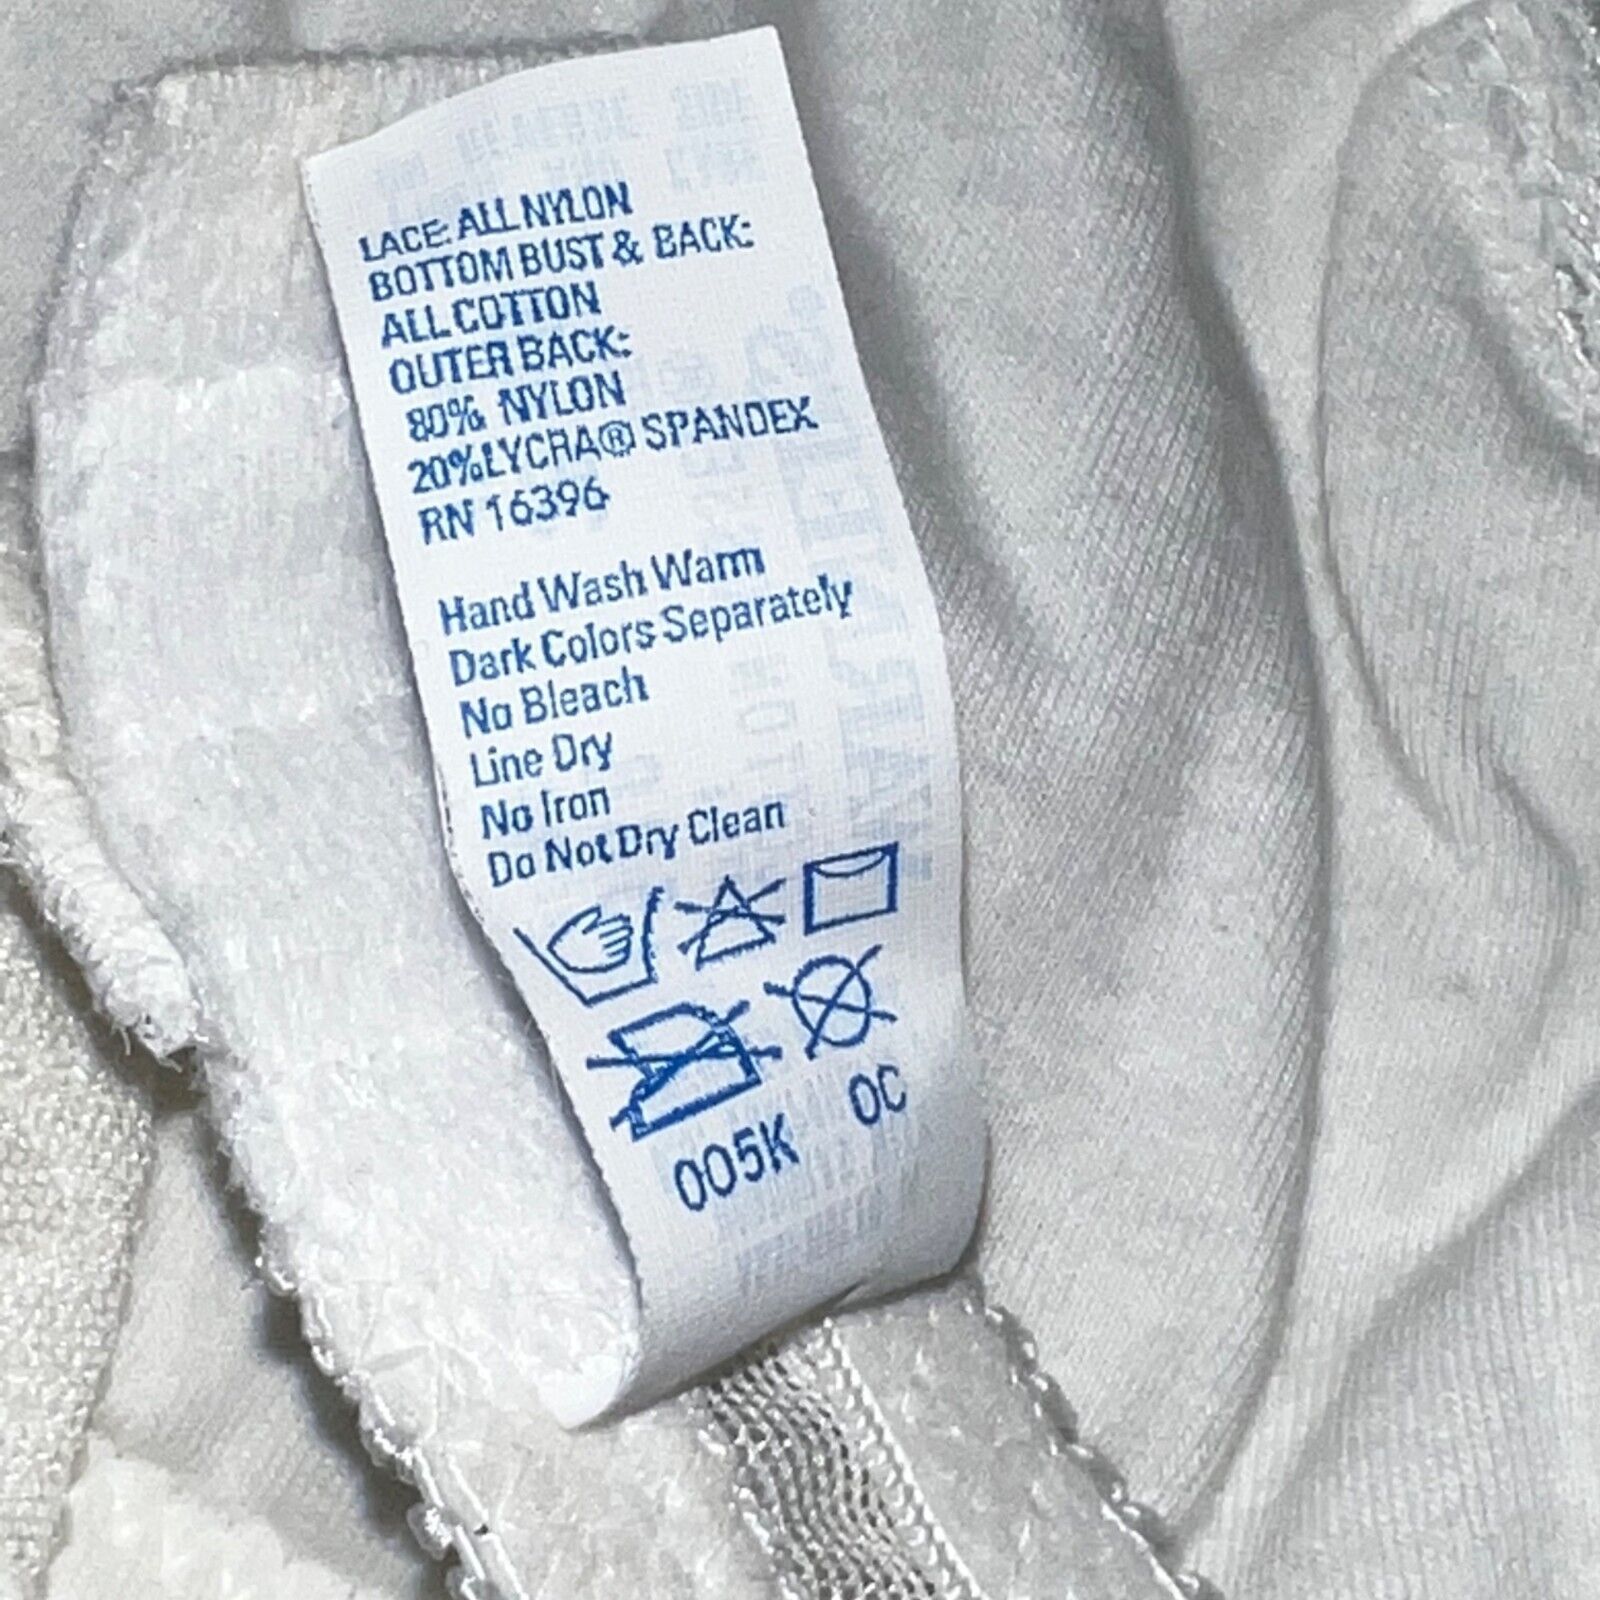 LACE: ALL NYLON
BOTTOM BUST & BACK:
ALL COTTON
OUTER BACK:
80% NYLON
20% LYCRA® SPANDEX
RN 16396
Hand Wash Warm
Dark Colors Separately
No Bleach
Line Dry
No Iron
Do Not Dry Clean
005K OC